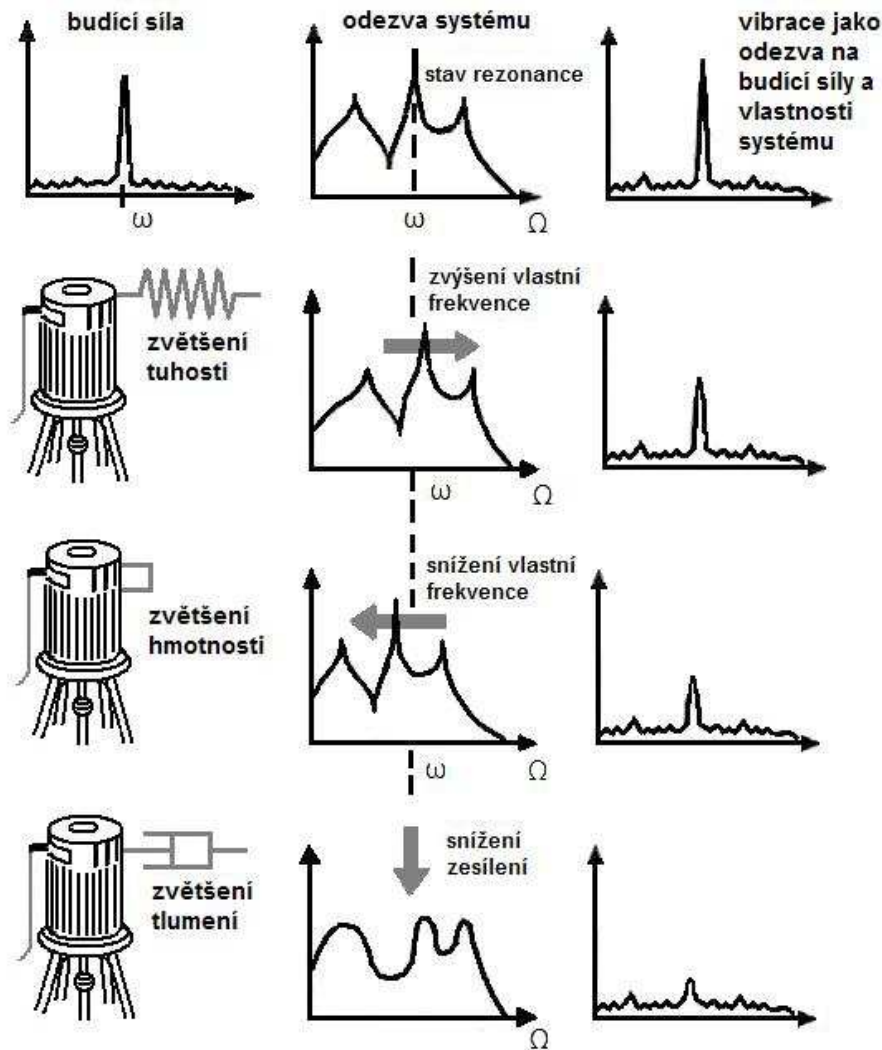 budící síla
odezva systému
vibrace jako
odezva na
budící síly a
vlastnosti
systému
stav rezonance
ω
ω
Ω
zvětšení
tuhosti
zvýšení vlastní
frekvence
ω
Ω
zvětšení
hmotnosti
snížení vlastní
frekvence
ω
Ω
zvětšení
tlumení
snížení
zesílení
Ω